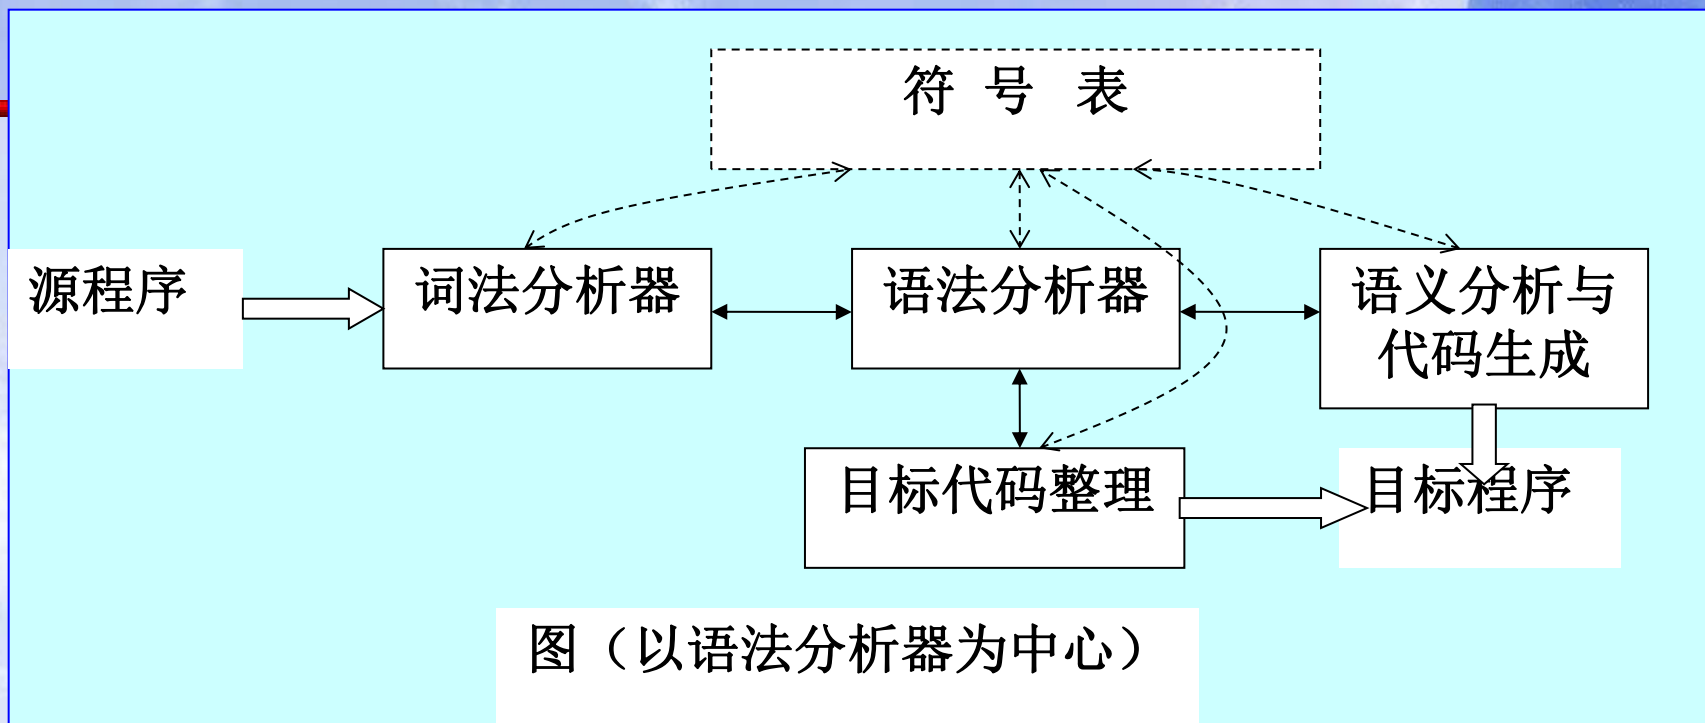 符 号 表
源程序
词法分析器
语法分析器
语义分析与
代码生成
目标代码整理
目标程序
图（以语法分析器为中心）